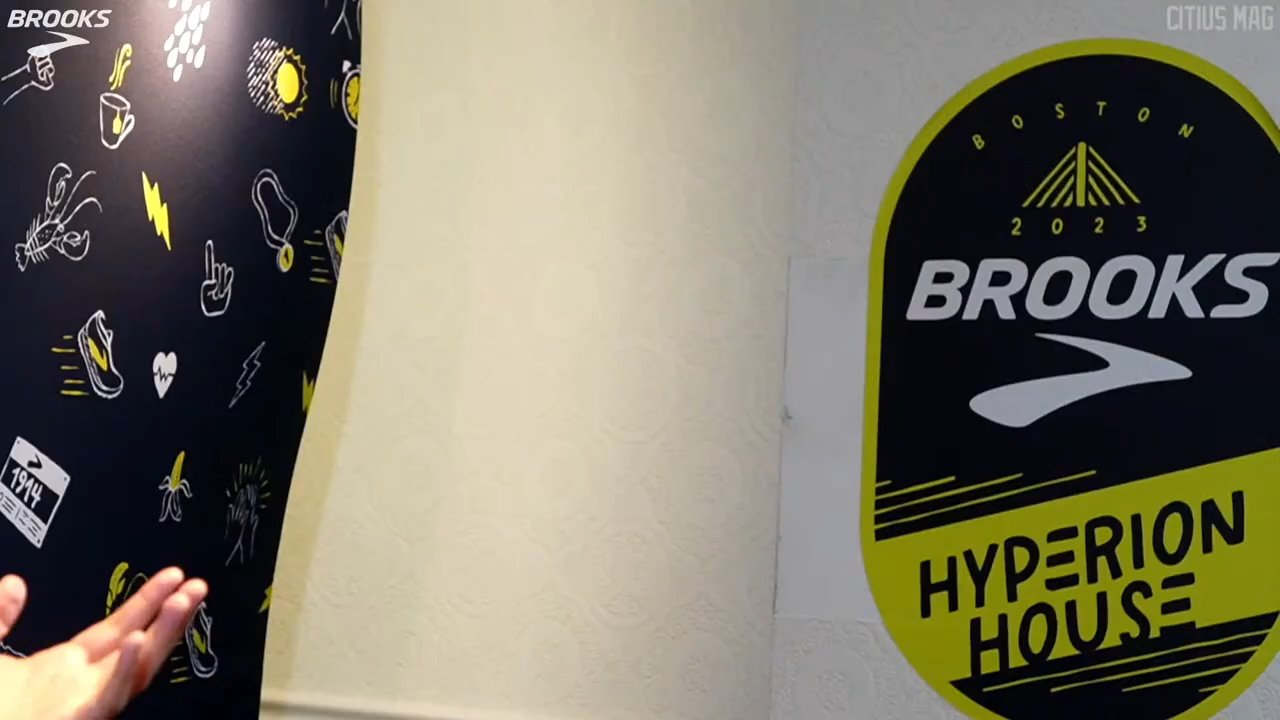 BROOKS
CITIUS MAG
BOSTON
2023
BROOKS
HYPERION
HOUSE
1914